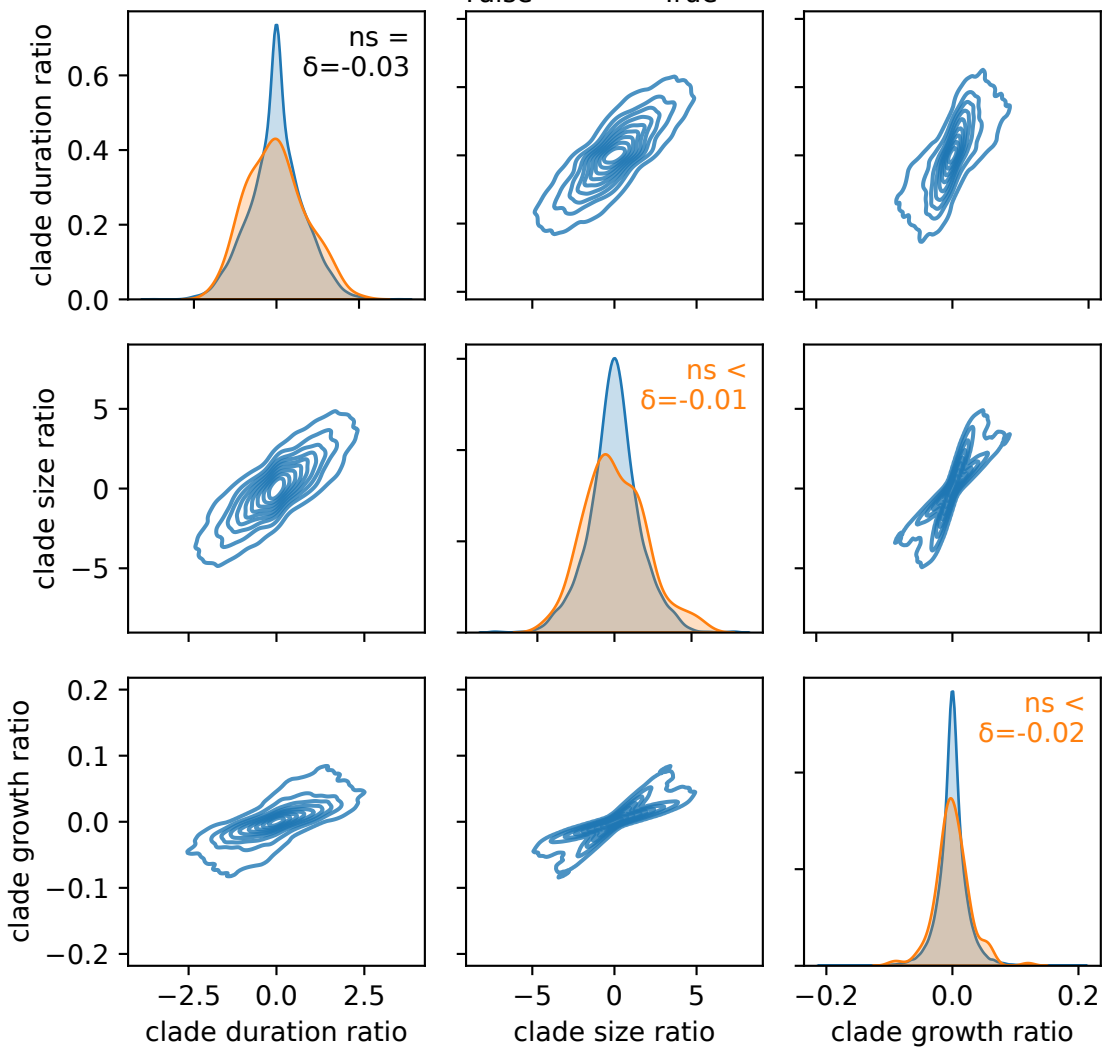 clade duration ratio
0.6
0.4
0.2
0.0
ns =
δ=-0.03
clade size ratio
5
0
−5
ns <
δ=-0.01
clade growth ratio
0.2
0.1
0.0
−0.1
−0.2
ns <
δ=-0.02
−2.5
0.0
2.5
−5
0
5
−0.2
0.0
0.2
clade duration ratio
clade size ratio
clade growth ratio